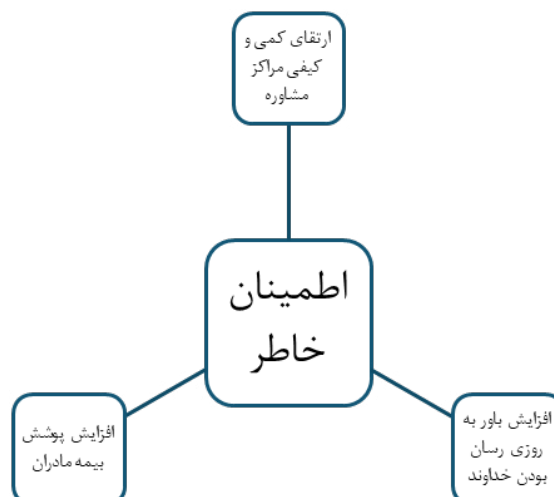 ارتقای کمی و
کیفی مراکز
مشاوره
اطمینان
خاطر
افزایش باور به
روزی رسان
بودن خداوند
افزایش پوشش
بیمه مادران